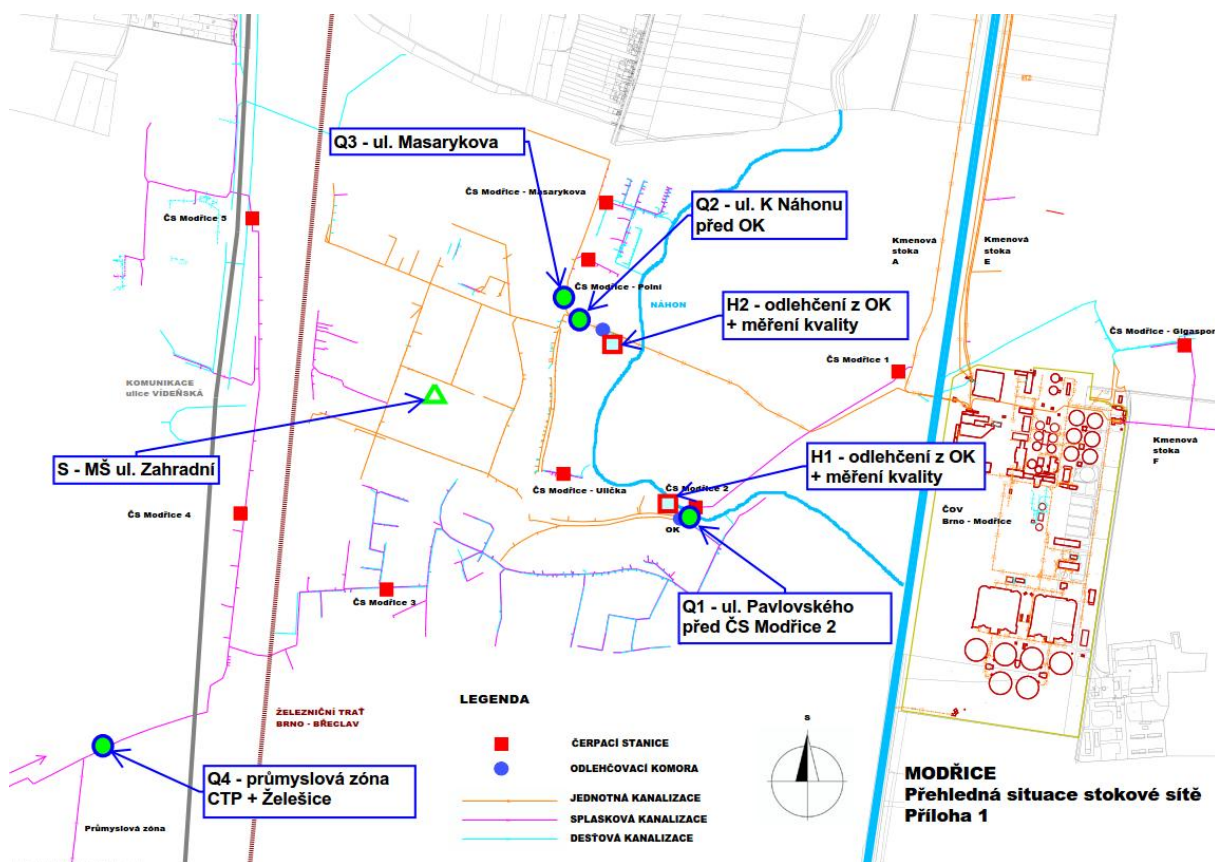 Q3 - ul. Masarykova
ČS Modřice - Masarykova
Q2 - ul. K Náhonu
před OK
ČS Modřice 5
Kmenová
stoka
A
Kmenová
stoka
E
ČS Modřice - Polní
NÁHON
H2 - odlehčení z OK
+ měření kvality
ČS Modřice - Gigasport
ČS Modřice 1
KOMUNIKACE
ulice VÍDEŇSKÁ
Kmenová
stoka
F
S - MŠ ul. Zahradní
H1 - odlehčení z OK
+ měření kvality
ČS Modřice - Ulička
ČS Modřice 2
ČS Modřice 4
OK
ČOV
Brno - Modřice
ČS Modřice 3
Q1 - ul. Pavlovského
před ČS Modřice 2
LEGENDA
ŽELEZNIČNÍ TRAŤ
BRNO - BŘECLAV
S
ČERPACÍ STANICE
ODLEHČOVACÍ KOMORA
Q4 - průmyslová zóna
CTP + Želešice
JEDNOTNÁ KANALIZACE
SPLASKOVÁ KANALIZACE
DEŠŤOVÁ KANALIZACE
MODŘICE
Přehledná situace stokové sítě
Příloha 1
Průmyslová zóna